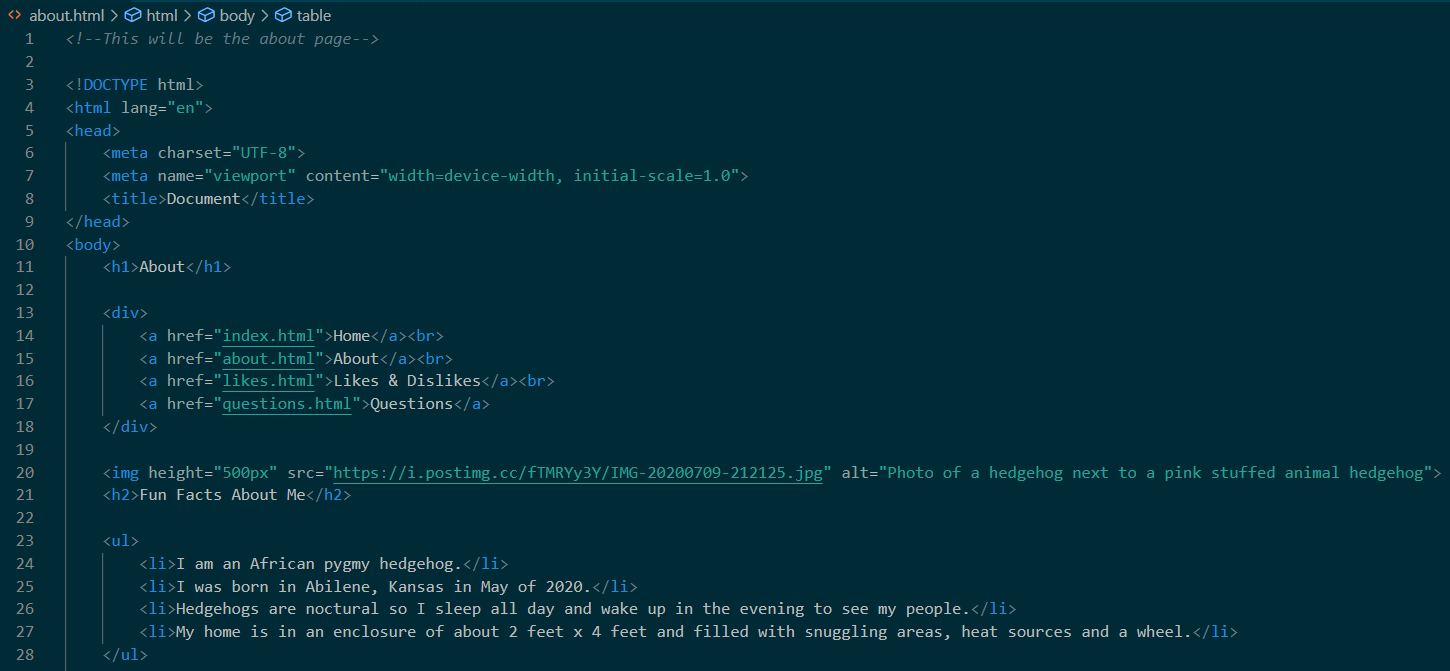 about.html > html > body > table
1 <!--This will be the about page-->
2
3 <!DOCTYPE html>
4 <html lang="en">
5 <head>
6     <meta charset="UTF-8">
7     <meta name="viewport" content="width=device-width, initial-scale=1.0">
8     <title>Document</title>
9 </head>
10 <body>
11     <h1>About</h1>
12
13     <div>
14         <a href="index.html">Home</a><br>
15         <a href="about.html">About</a><br>
16         <a href="likes.html">Likes & Dislikes</a><br>
17         <a href="questions.html">Questions</a>
18     </div>
19
20     <img height="500px" src="https://i.postimg.cc/fTMRYy3Y/IMG-20200709-212125.jpg" alt="Photo of a hedgehog next to a pink stuffed animal hedgehog">
21     <h2>Fun Facts About Me</h2>
22
23     <ul>
24         <li>I am an African pygmy hedgehog.</li>
25         <li>I was born in Abilene, Kansas in May of 2020.</li>
26         <li>Hedgehogs are noctural so I sleep all day and wake up in the evening to see my people.</li>
27         <li>My home is in an enclosure of about 2 feet x 4 feet and filled with snuggling areas, heat sources and a wheel.</li>
28     </ul>